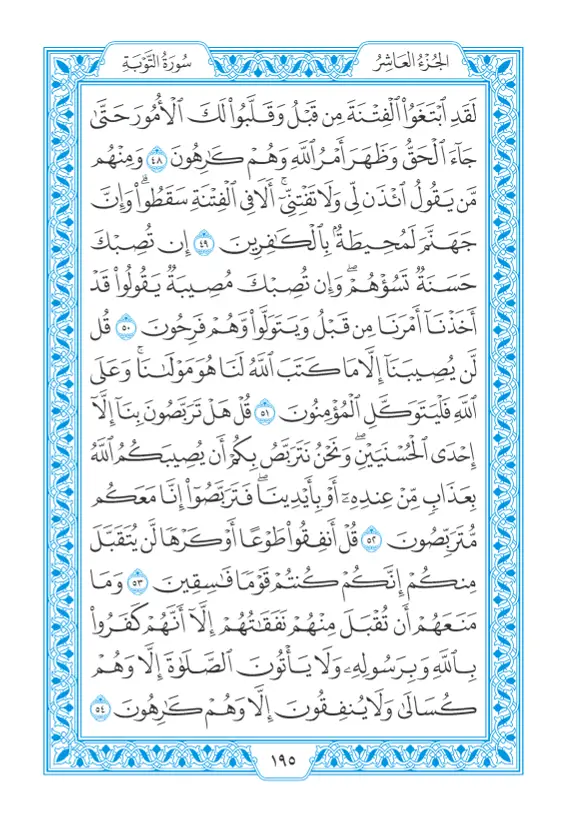 الجُزْءُ العَاشِرُ
سُورَةُ التَّوْبَةِ
لَقَدِ ٱبْتَغَوُا۟ ٱلْفِتْنَةَ مِن قَبْلُ وَقَلَّبُوا۟ لَكَ ٱلْأُمُورَ حَتَّىٰ
جَآءَ ٱلْحَقُّ وَظَهَرَ أَمْرُ ٱللَّهِ وَهُمْ كَـٰرِهُونَ ٤٨ وَمِنْهُم
مَّن يَقُولُ ٱئْذَن لِّى وَلَا تَفْتِنِّىٓ ۚ أَلَا فِى ٱلْفِتْنَةِ سَقَطُوا۟ ۗ وَإِنَّ
جَهَنَّمَ لَمُحِيطَةٌۢ بِٱلْكَـٰفِرِينَ ٤٩ إِن تُصِبْكَ
حَسَنَةٌ تَسُؤْهُمْ ۖ وَإِن تُصِبْكَ مُصِيبَةٌ يَقُولُوا۟ قَدْ
أَخَذْنَآ أَمْرَنَا مِن قَبْلُ وَيَتَوَلَّوا۟ وَّهُمْ فَرِحُونَ ٥٠ قُل
لَّن يُصِيبَنَآ إِلَّا مَا كَتَبَ ٱللَّهُ لَنَا هُوَ مَوْلَىٰنَا ۚ وَعَلَى
ٱللَّهِ فَلْيَتَوَكَّلِ ٱلْمُؤْمِنُونَ ٥١ قُلْ هَلْ تَرَبَّصُونَ بِنَآ إِلَّآ
إِحْدَى ٱلْحُسْنَيَيْنِ ۖ وَنَحْنُ نَتَرَبَّصُ بِكُمْ أَن يُصِيبَكُمُ ٱللَّهُ
بِعَذَابٍ مِّنْ عِندِهِۦٓ أَوْ بِأَيْدِينَا ۖ فَتَرَبَّصُوٓا۟ إِنَّا مَعَكُم
مُّتَرَبِّصُونَ ٥٢ قُلْ أَنفِقُوا۟ طَوْعًا أَوْ كَرْهًا لَّن يُتَقَبَّلَ
مِنكُمْ ۖ إِنَّكُمْ كُنتُمْ قَوْمًا فَـٰسِقِينَ ٥٣ وَمَا
مَنَعَهُمْ أَن تُقْبَلَ مِنْهُمْ نَفَقَـٰتُهُمْ إِلَّآ أَنَّهُمْ كَفَرُوا۟
بِٱللَّهِ وَبِرَسُولِهِۦ وَلَا يَأْتُونَ ٱلصَّلَوٰةَ إِلَّا وَهُمْ
كُسَالَىٰ وَلَا يُنفِقُونَ إِلَّا وَهُمْ كَـٰرِهُونَ ٥٤
١٩٥